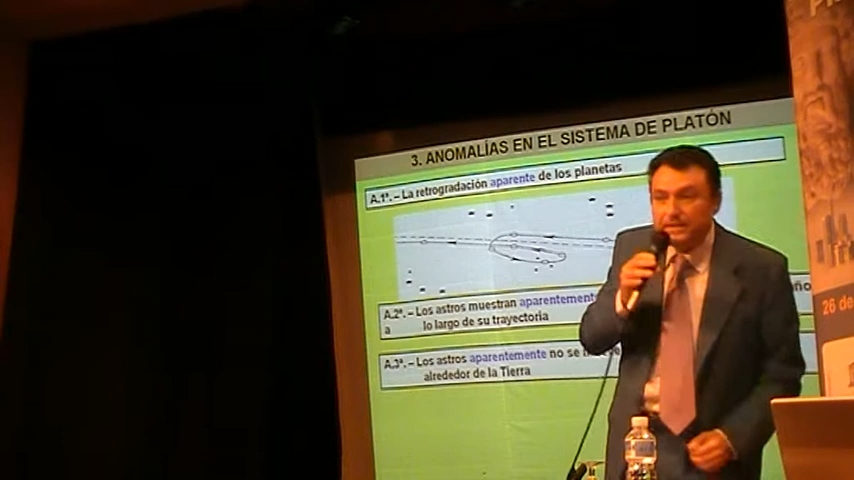 3. ANOMALÍAS EN EL SISTEMA DE PLATÓN
A.1ª. – La retrogradación aparente de los planetas
A.2ª. – Los astros muestran aparentemente
a lo largo de su trayectoria
A.3ª. – Los astros aparentemente no se
alrededor de la Tierra
26 de